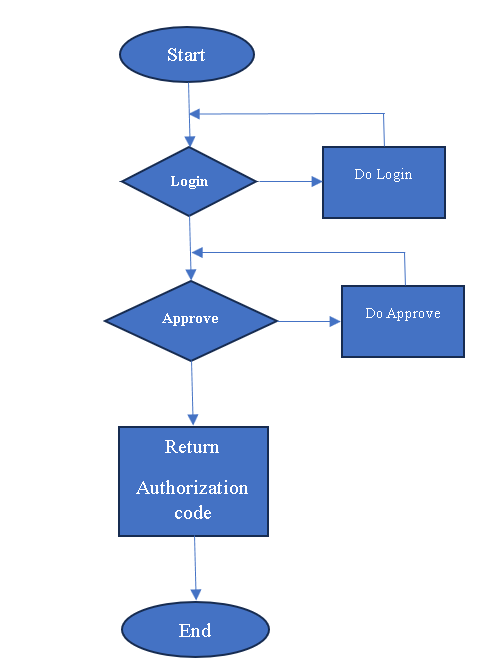 Start
Login
Do Login
Approve
Do Approve
Return
Authorization
code
End